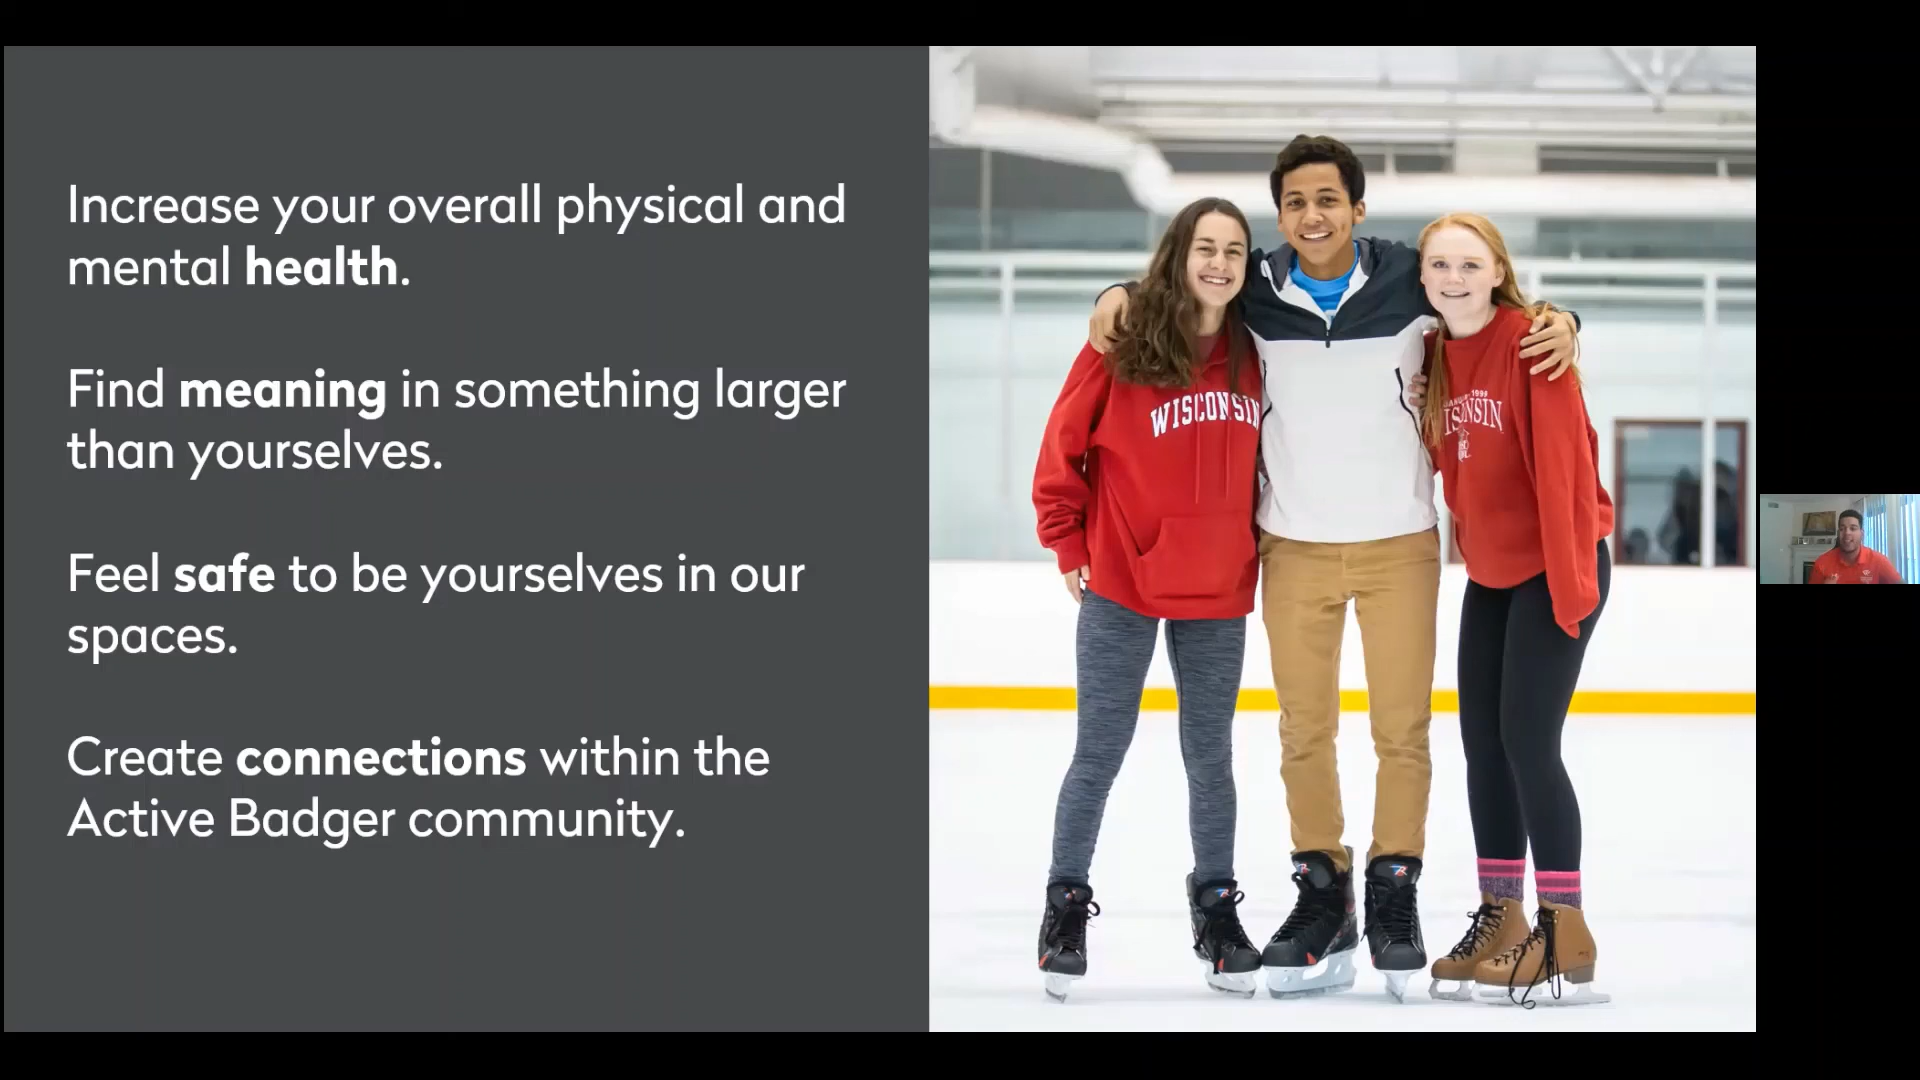 Increase your overall physical and
mental health.
Find meaning in something larger
than yourselves.
Feel safe to be yourselves in our
spaces.
Create connections within the
Active Badger community.
WISCONSIN